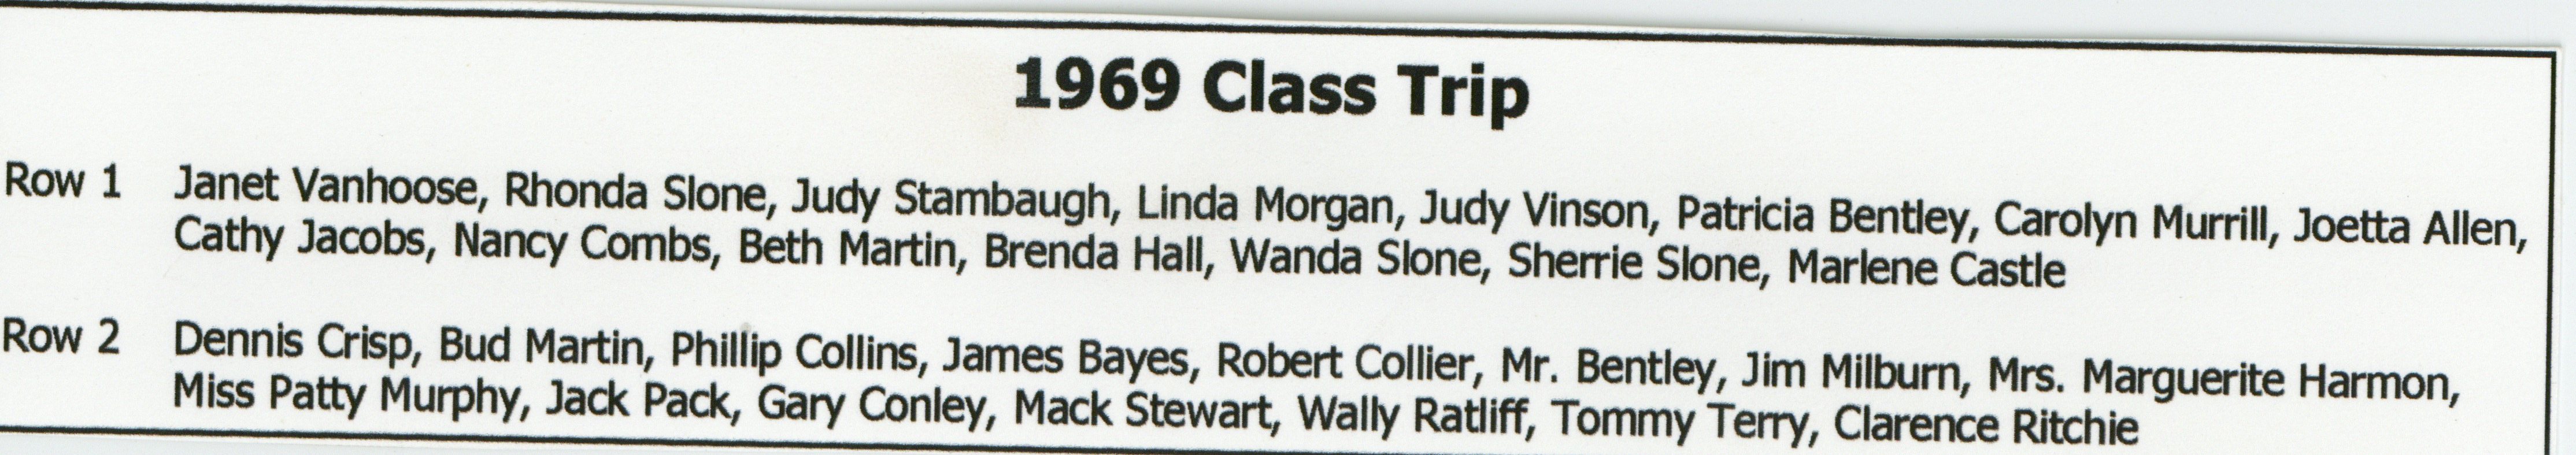 1969 Class Trip
Row 1 Janet Vanhoose, Rhonda Slone, Judy Stambaugh, Linda Morgan, Judy Vinson, Patricia Bentley, Carolyn Murrill, Joetta Allen,
Cathy Jacobs, Nancy Combs, Beth Martin, Brenda Hall, Wanda Slone, Sherrie Slone, Marlene Castle
Row 2 Dennis Crisp, Bud Martin, Phillip Collins, James Bayes, Robert Collier, Mr. Bentley, Jim Milburn, Mrs. Marguerite Harmon,
Miss Patty Murphy, Jack Pack, Gary Conley, Mack Stewart, Wally Ratliff, Tommy Terry, Clarence Ritchie